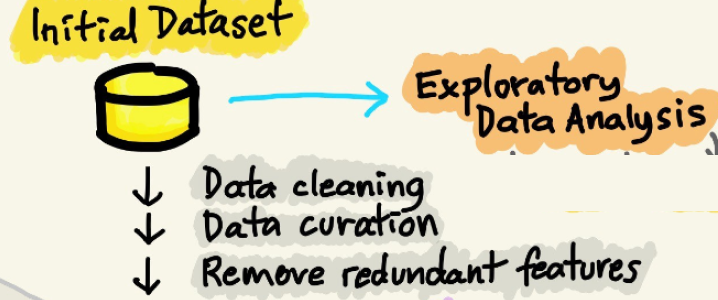 Initial Dataset
Exploratory
Data Analysis
Data cleaning
Data curation
Remove redundant features